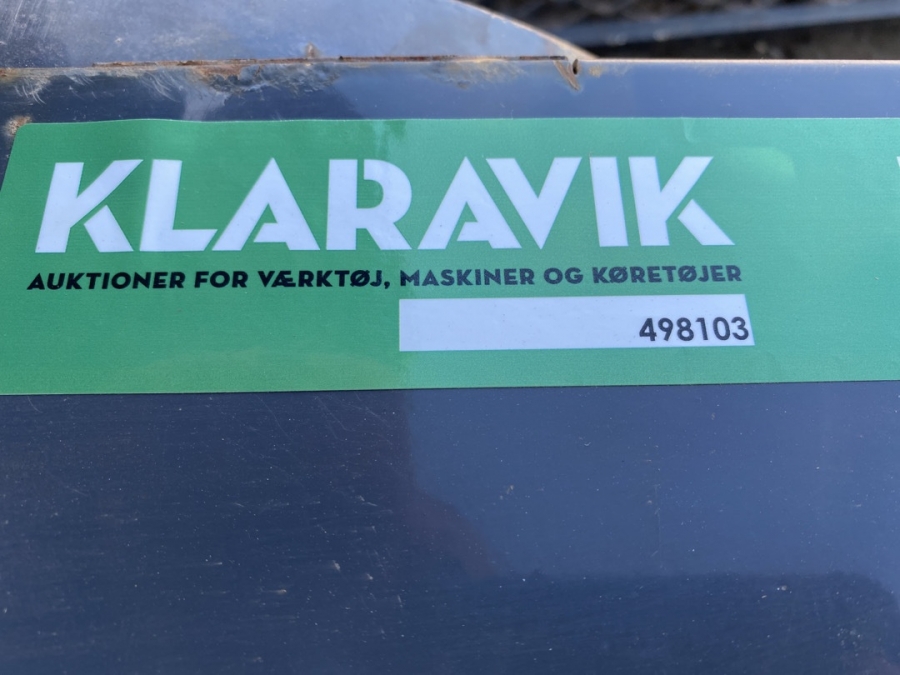 KLARAVIK
AUKTIONER FOR VÆRKTØJ, MASKINER OG KØRETØJER
498103